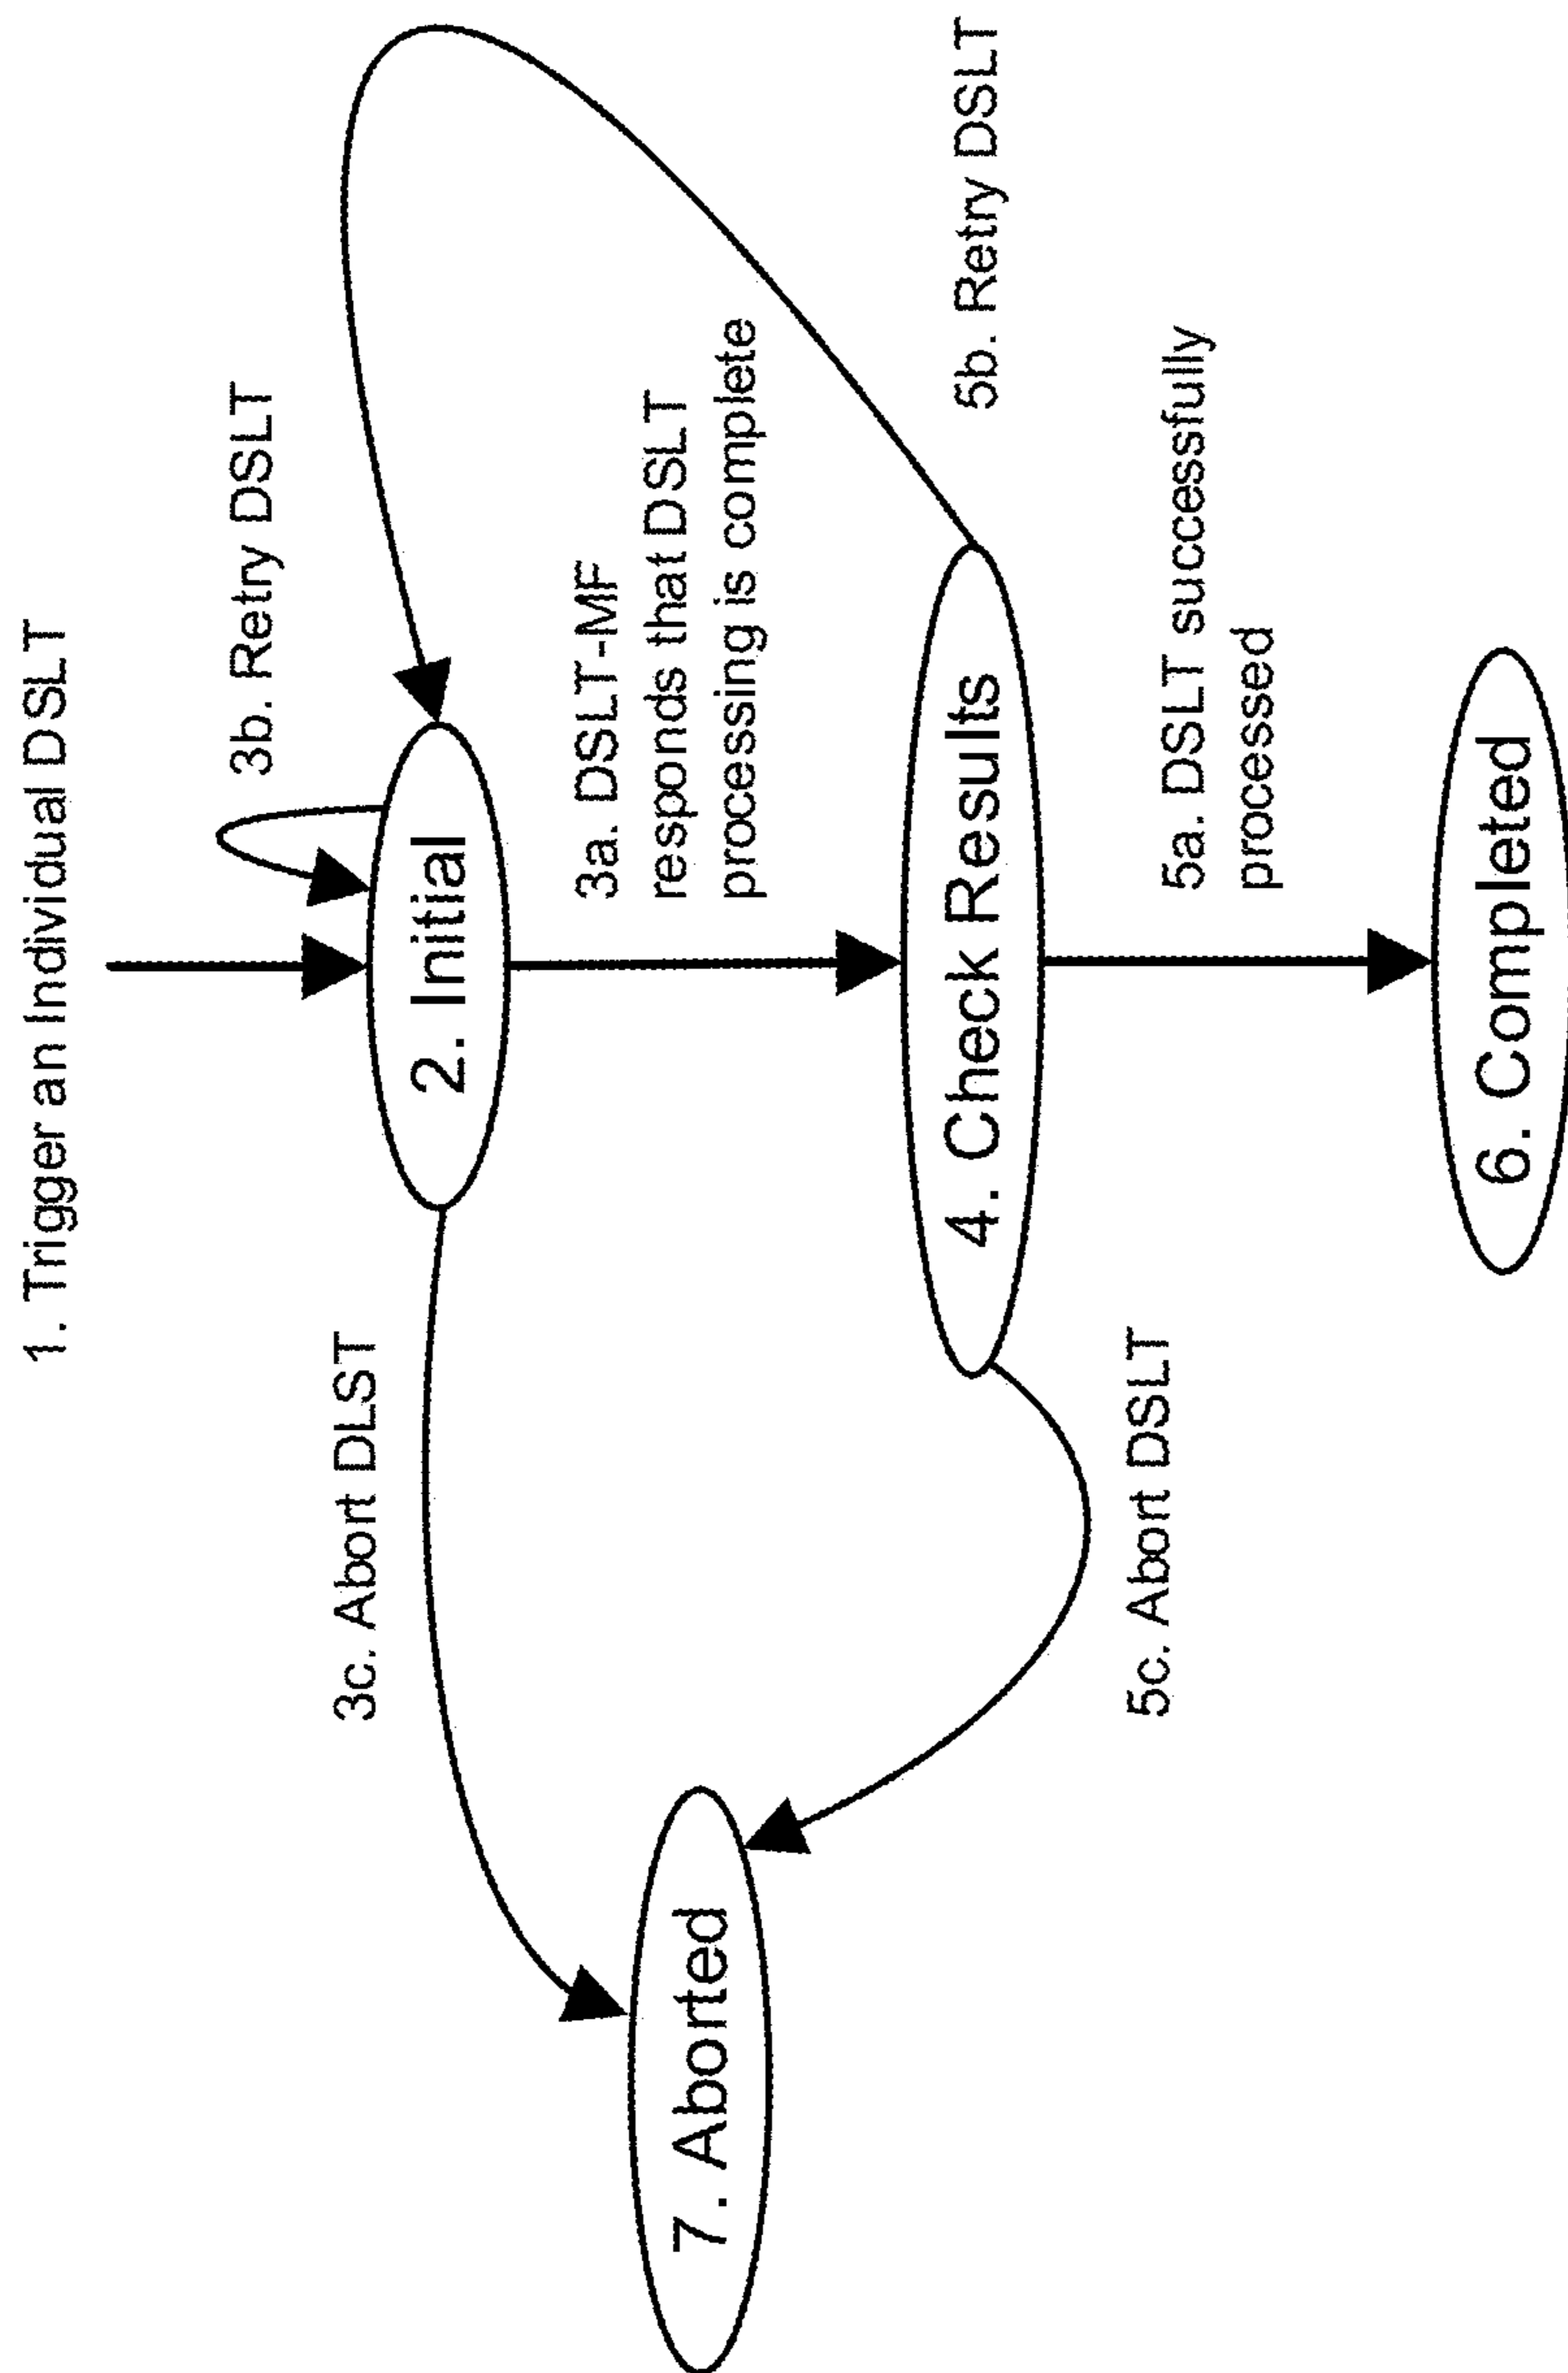 1. Trigger an Individual DSLT
3b. Retry DSLT
2. Initial
3c. Abort DLST
3a. DSLT-MF
responds that DSLT
processing is complete
7. Aborted
4. Check Results
5b. Retry DSLT
5c. Abort DSLT
5a. DSLT successfully
processed
6. Completed